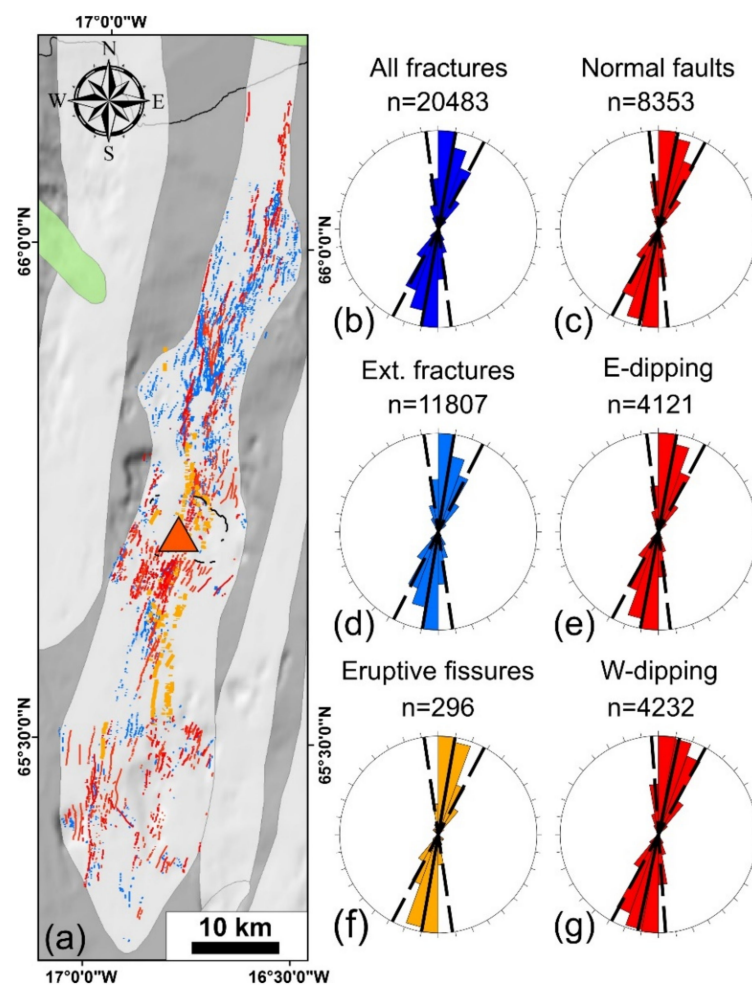 17°0'0"W
N
W
E
S
66°0'0"N
66°0'0"N
65°30'0"N
65°30'0"N
(a)
10 km
17°0'0"W
16°30'0"W
All fractures
n=20483
(b)
Normal faults
n=8353
(c)
Ext. fractures
n=11807
(d)
E-dipping
n=4121
(e)
Eruptive fissures
n=296
(f)
W-dipping
n=4232
(g)